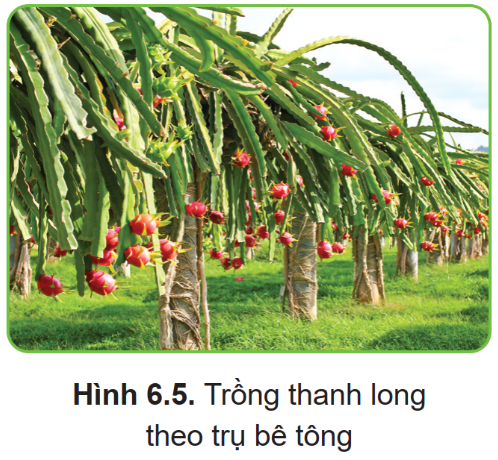 Hình 6.5. Trồng thanh long
theo trụ bê tông